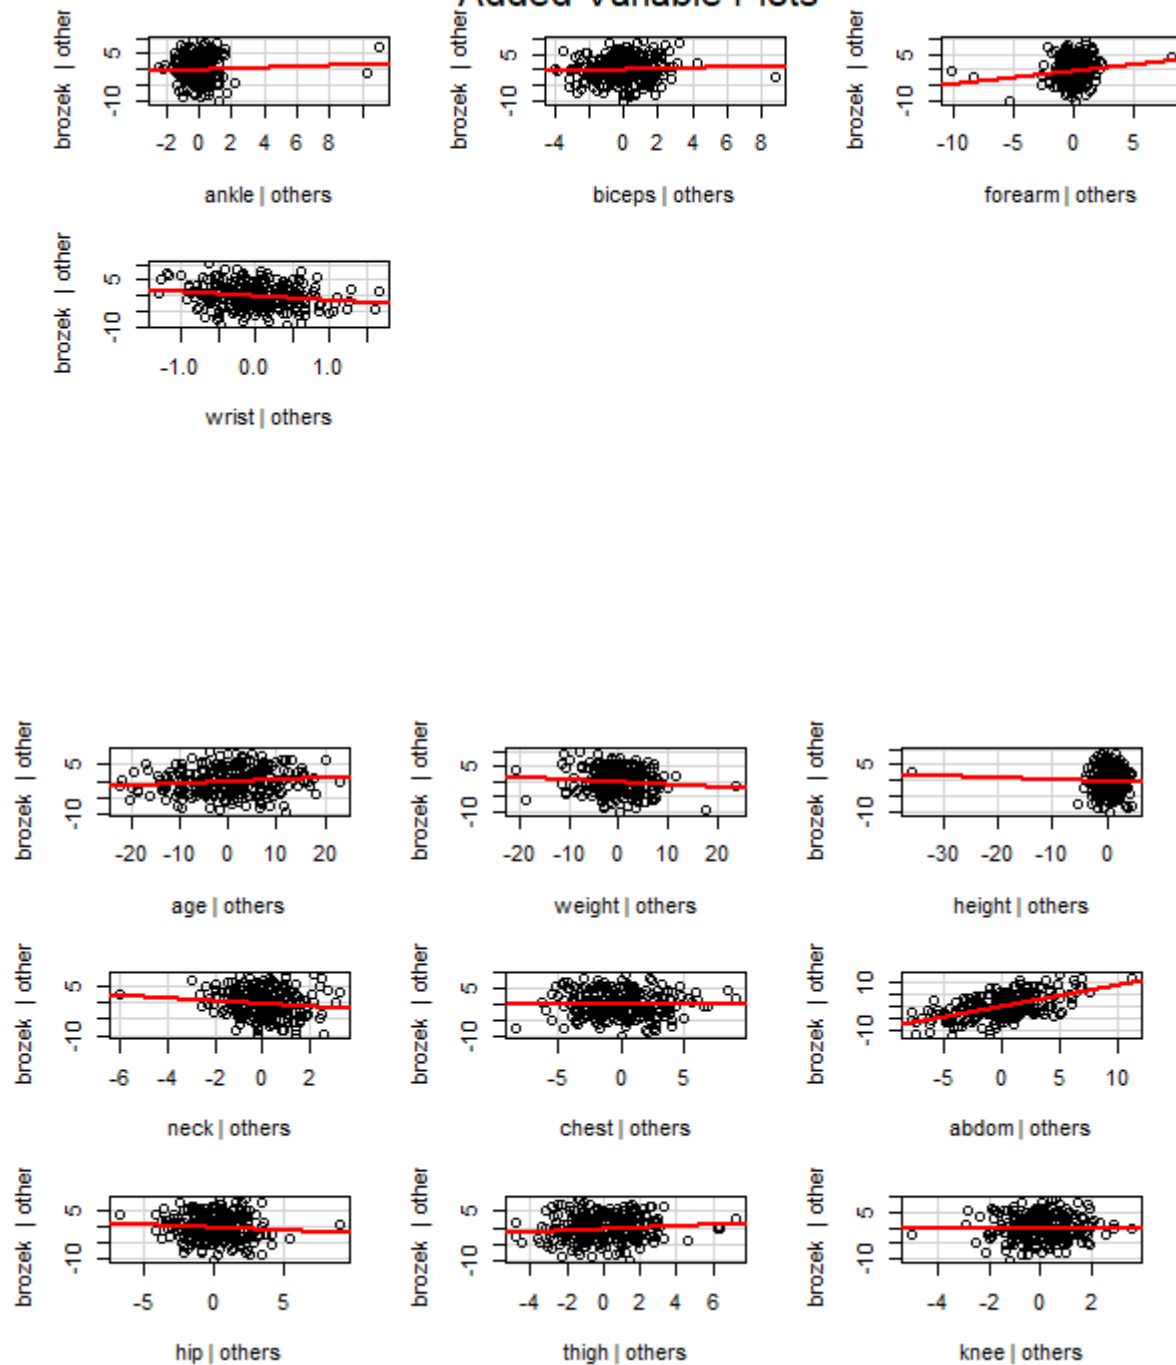 Added-Variable Plots
brozek | other
5
-10
-2 0 2 4 6 8
ankle | others
brozek | other
5
-10
-4 0 2 4 6 8
biceps | others
brozek | other
5
-10
-10 -5 0 5
forearm | others
brozek | other
5
-10
-1.0 0.0 1.0
wrist | others
brozek | other
5
-10
-20 -10 0 10 20
age | others
brozek | other
5
-10
-20 -10 0 10 20
weight | others
brozek | other
5
-10
-30 -20 -10 0
height | others
brozek | other
5
-10
-6 -4 -2 0 2
neck | others
brozek | other
5
-10
-5 0 5
chest | others
brozek | other
10
-10
-5 0 5 10
abdom | others
brozek | other
5
-10
-5 0 5
hip | others
brozek | other
5
-10
-4 -2 0 2 4 6
thigh | others
brozek | other
5
-10
-4 -2 0 2
knee | others